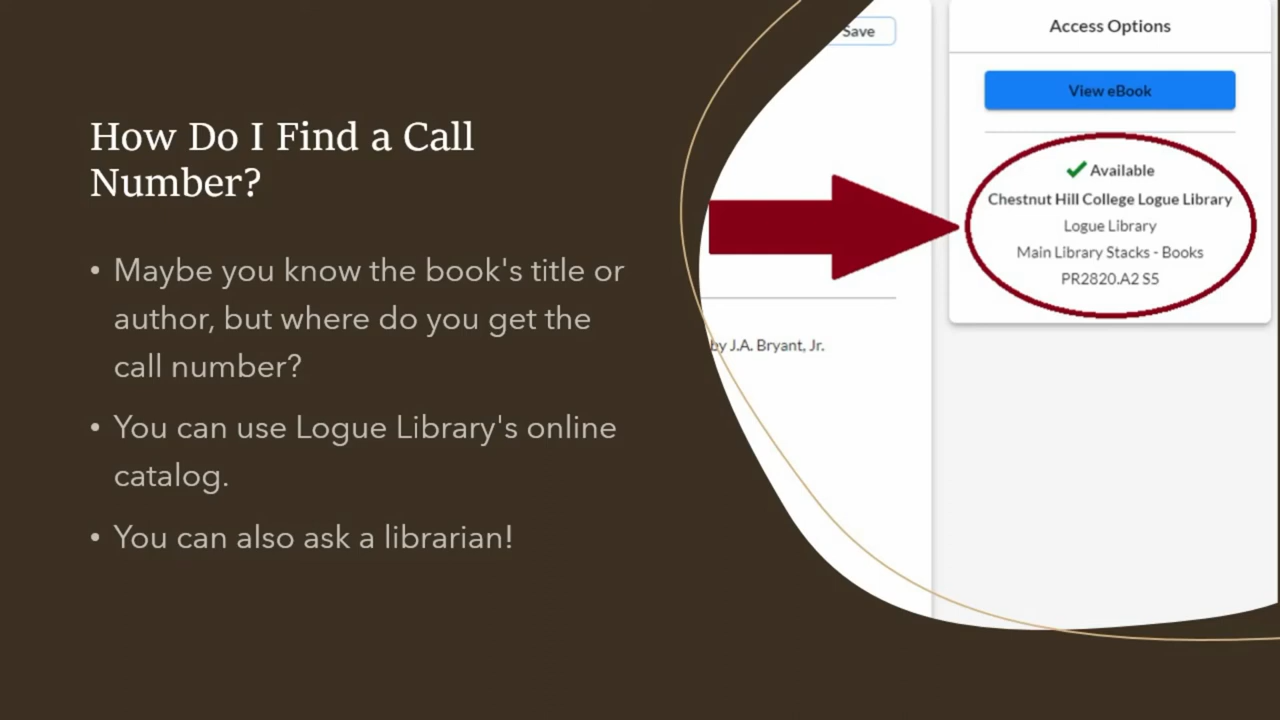 How Do I Find a Call
Number?
• Maybe you know the book's title or
author, but where do you get the
call number?
• You can use Logue Library's online
catalog.
• You can also ask a librarian!
Save
by J.A. Bryant, Jr.
Access Options
View eBook
Available
Chestnut Hill College Logue Library
Logue Library
Main Library Stacks - Books
PR2820.A2 S5